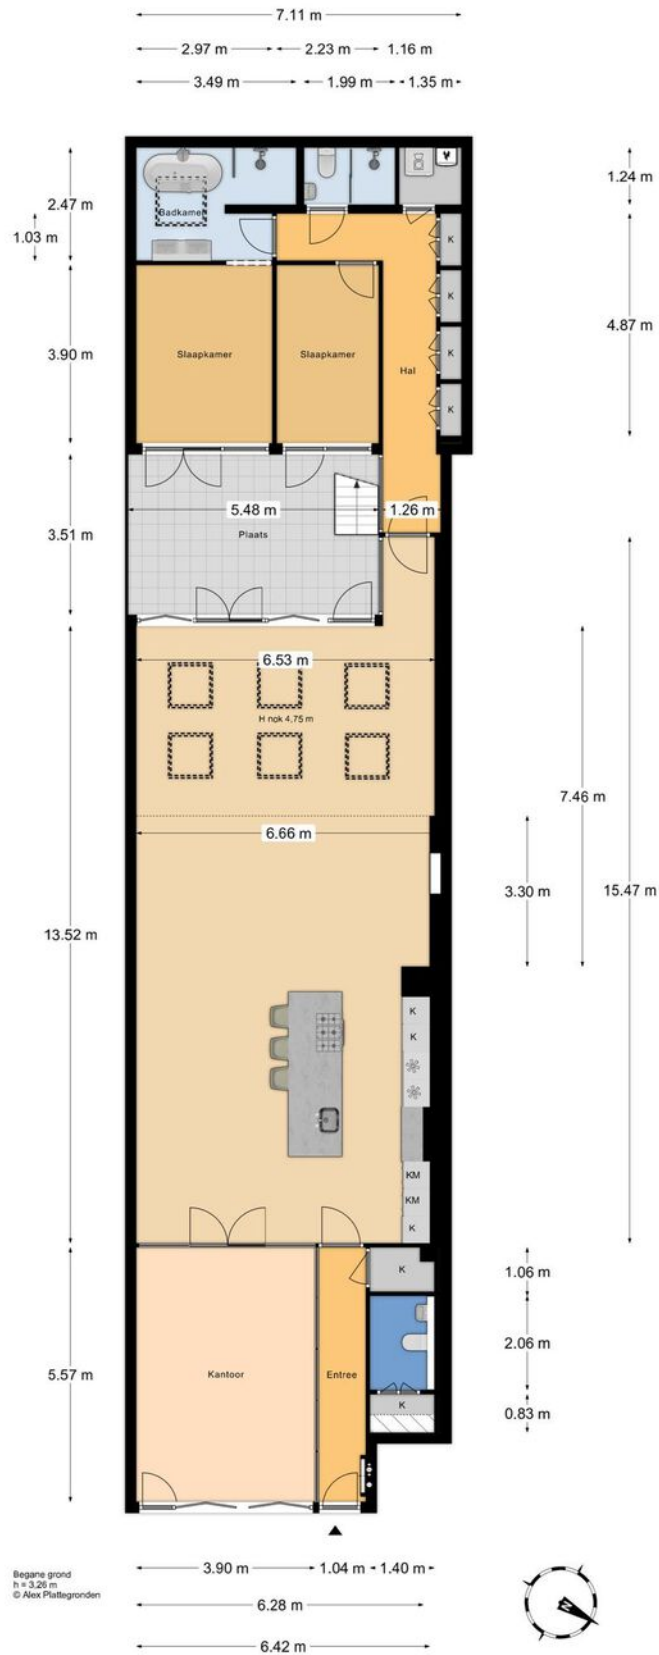 7.11 m
2.97 m 2.23 m 1.16 m
3.49 m 1.99 m 1.35 m
1.24 m
2.47 m
Badkamer
1.03 m
K
K
4.87 m
3.90 m
Slaapkamer
Slaapkamer
K
Hal
K
5.48 m
1.26 m
3.51 m
Plaats
6.53 m
H nok 4,75 m
7.46 m
6.66 m
3.30 m
15.47 m
13.52 m
K
K
KM
KM
K
K
1.06 m
2.06 m
5.57 m
Kantoor
Entree
K
0.83 m
3.90 m 1.04 m 1.40 m
Begane grond
h = 3,26 m
© Alex Plattegronden
6.28 m
N
6.42 m